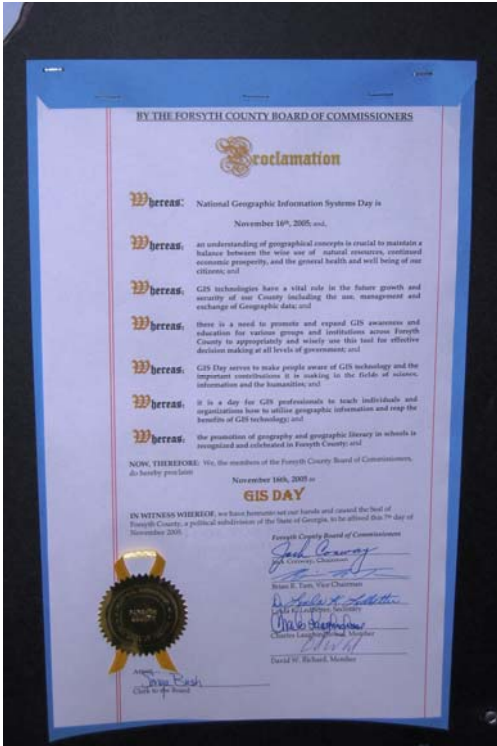 BY THE FORSYTH COUNTY BOARD OF COMMISSIONERS
Proclamation
Whereas: National Geographic Information Systems Day is
November 16th, 2005; and,
Whereas, an understanding of geographical concepts is crucial to maintain a
balance between the wise use of natural resources, continued
economic prosperity, and the general health and well being of our
citizens; and
Whereas, GIS technologies have a vital role in the future growth and
security of our County including the use, management and
exchange of Geographic data; and
Whereas, there is a need to promote and expand GIS awareness and
education for various groups and institutions across Forsyth
County to appropriately and wisely use this tool for effective
decision making at all levels of government; and
Whereas, GIS Day serves to make people aware of GIS technology and the
important contributions it is making in the fields of science,
information and the humanities; and
Whereas, it is a day for GIS professionals to teach individuals and
organizations how to utilize geographic information and reap the
benefits of GIS technology; and
Whereas, the promotion of geography and geographic literacy in schools is
recognized and celebrated in Forsyth County; and
NOW, THEREFORE: We, the members of the Forsyth County Board of Commissioners,
do hereby proclaim
November 16th, 2005 as
GIS DAY
IN WITNESS WHEREOF, we have hereunto set our hands and caused the Seal of
Forsyth County, a political subdivision of the State of Georgia, to be affixed this 7th day of
November 2005.
Forsyth County Board of Commissioners
Jack Conway
Jack Conway, Chairman
Brian R. Tam, Vice Chairman
Linda K. Ledbetter, Secretary
Charles Laughinghouse, Member
David W. Richard, Member
Attest:
Clerk to the Board